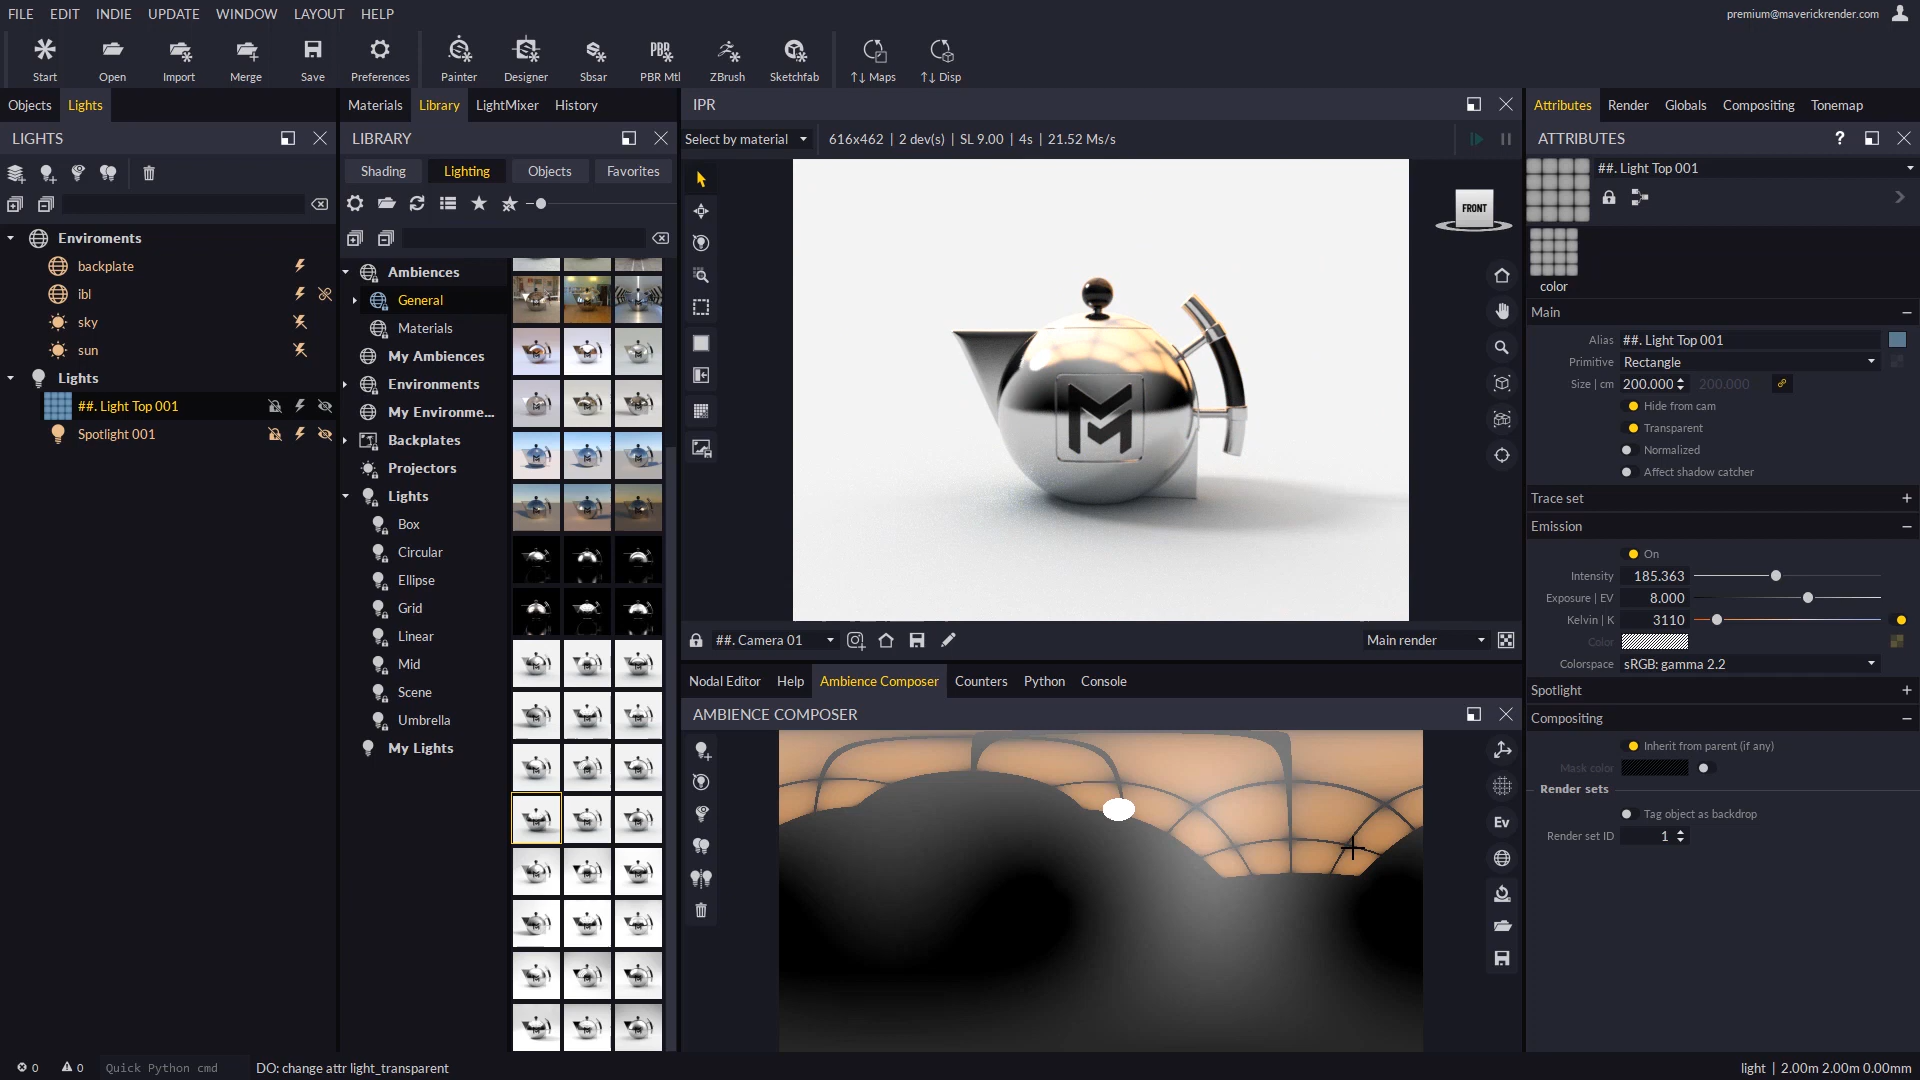 FILE EDIT INDIE UPDATE WINDOW LAYOUT HELP premium@maverickrender.com
Start Open Import Merge Save Preferences Painter Designer Sbsar PBR Mtl ZBrush Sketchfab ↑↓ Maps ↑↓ Disp
Objects Lights
LIGHTS
Enviroments
backplate
ibl
sky
sun
Lights
##. Light Top 001
Spotlight 001
Materials Library LightMixer History
LIBRARY
Shading Lighting Objects Favorites
Ambiences
General
Materials
My Ambiences
Environments
My Environme...
Backplates
Projectors
Lights
Box
Circular
Ellipse
Grid
Linear
Mid
Scene
Umbrella
My Lights
IPR
Select by material 616x462 | 2 dev(s) | SL 9.00 | 4s | 21.52 Ms/s
FRONT
##. Camera 01 Main render
Nodal Editor Help Ambience Composer Counters Python Console
AMBIENCE COMPOSER
Ev
Attributes Render Globals Compositing Tonemap
ATTRIBUTES ?
##. Light Top 001
color
Main
Alias ##. Light Top 001
Primitive Rectangle
Size | cm 200.000 200.000
Hide from cam
Transparent
Normalized
Affect shadow catcher
Trace set
Emission
On
Intensity 185.363
Exposure | EV 8.000
Kelvin | K 3110
Color
Colorspace sRGB: gamma 2.2
Spotlight
Compositing
Inherit from parent (if any)
Mask color
Render sets
Tag object as backdrop
Render set ID 1
0 0 Quick Python cmd DO: change attr light_transparent light | 2.00m 2.00m 0.00mm